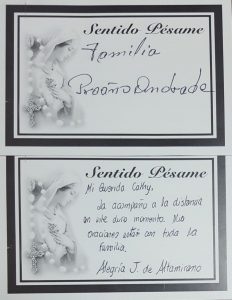 Sentido Pésame
Familia
Proaño Andrade
Sentido Pésame
Mi Querida Cathy,
La acompaño a la distancia
en este duro momento. Mis
oraciones están con toda la
familia.
Alegría J. de Altamirano